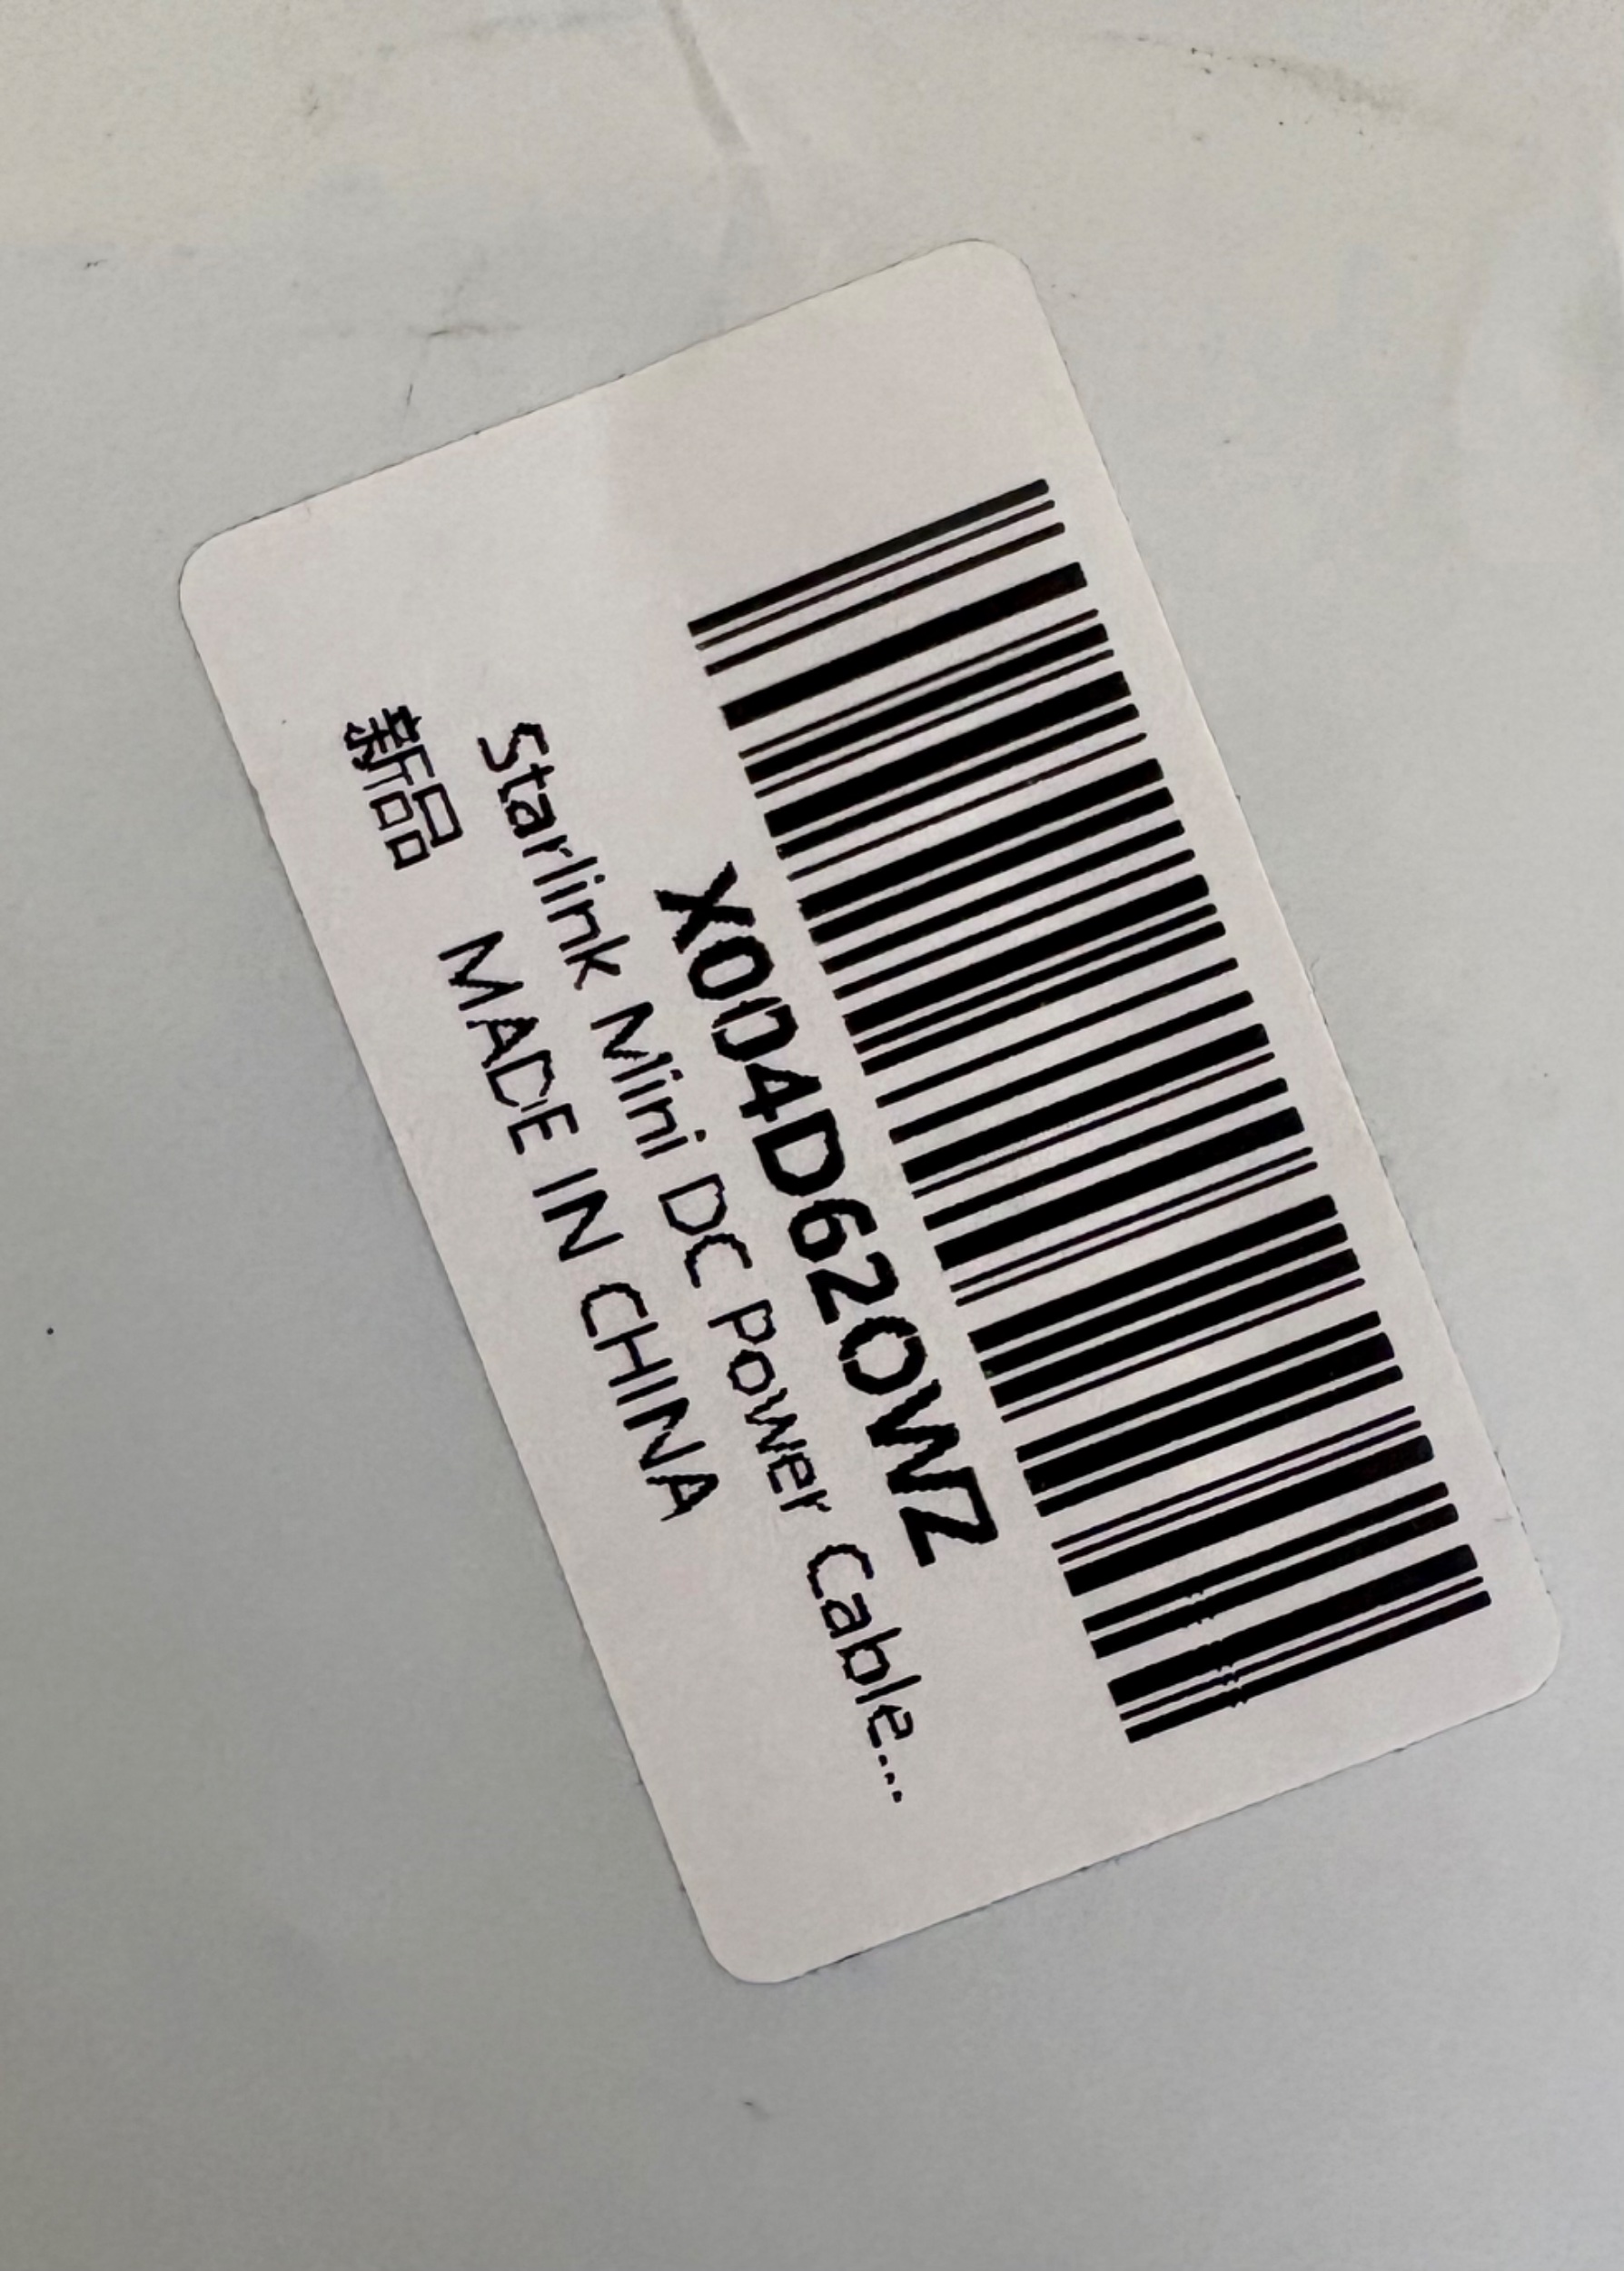 X004D62OWZ
Starlink Mini DC Power Cable...
新品 MADE IN CHINA